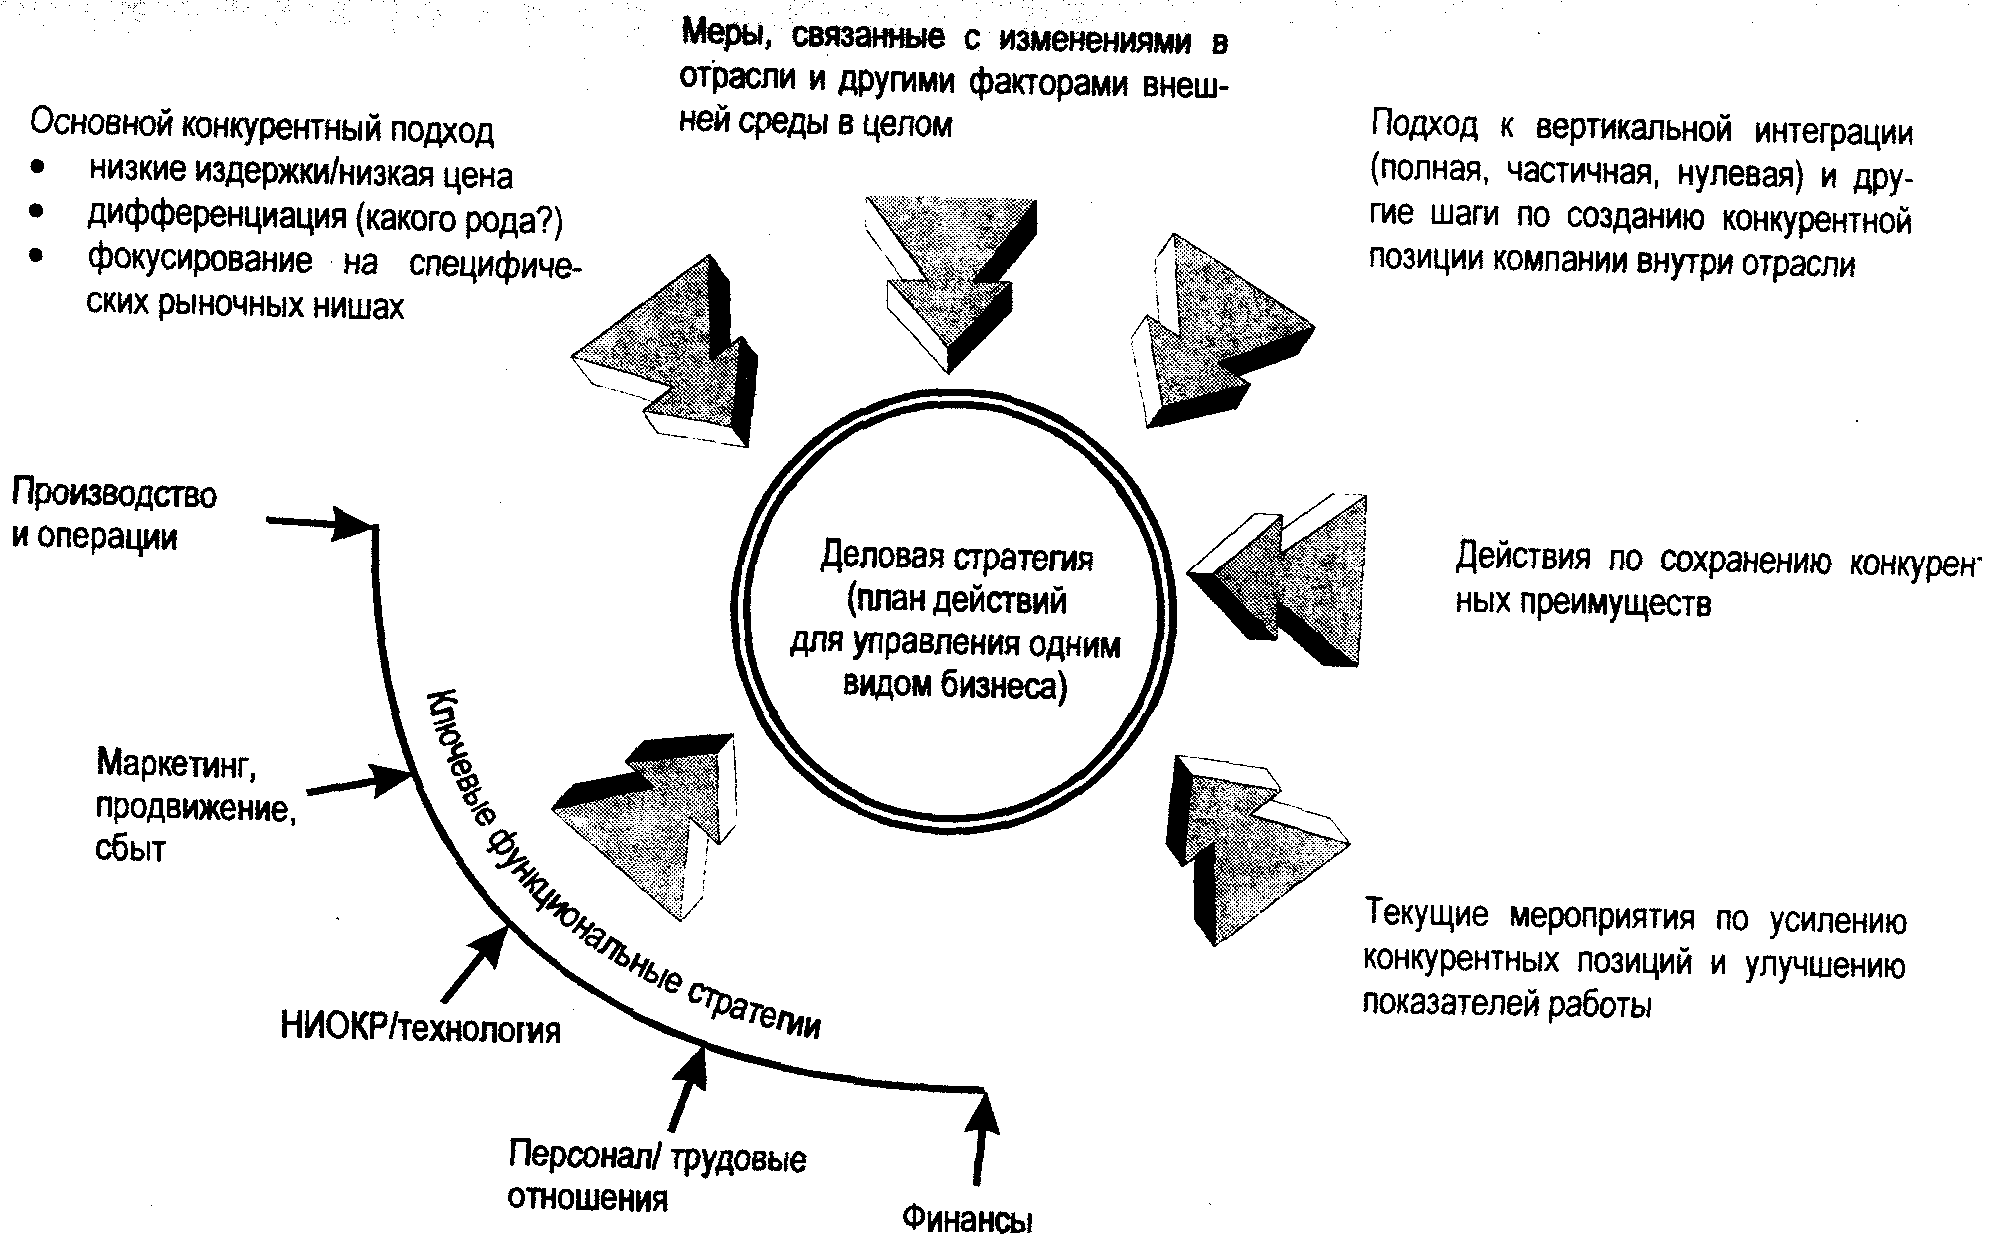 Меры, связанные с изменениями в
отрасли и другими факторами внеш-
ней среды в целом
Основной конкурентный подход
• низкие издержки/низкая цена
• дифференциация (какого рода?)
• фокусирование на специфиче-
ских рыночных нишах
Подход к вертикальной интеграции
(полная, частичная, нулевая) и дру-
гие шаги по созданию конкурентной
позиции компании внутри отрасли
Производство
и операции
Деловая стратегия
(план действий
для управления одним
видом бизнеса)
Действия по сохранению конкурент-
ных преимуществ
Маркетинг,
продвижение,
сбыт
Ключевые функциональные стратегии
Текущие мероприятия по усилению
конкурентных позиций и улучшению
показателей работы
НИОКР/технология
Персонал/ трудовые
отношения
Финансы